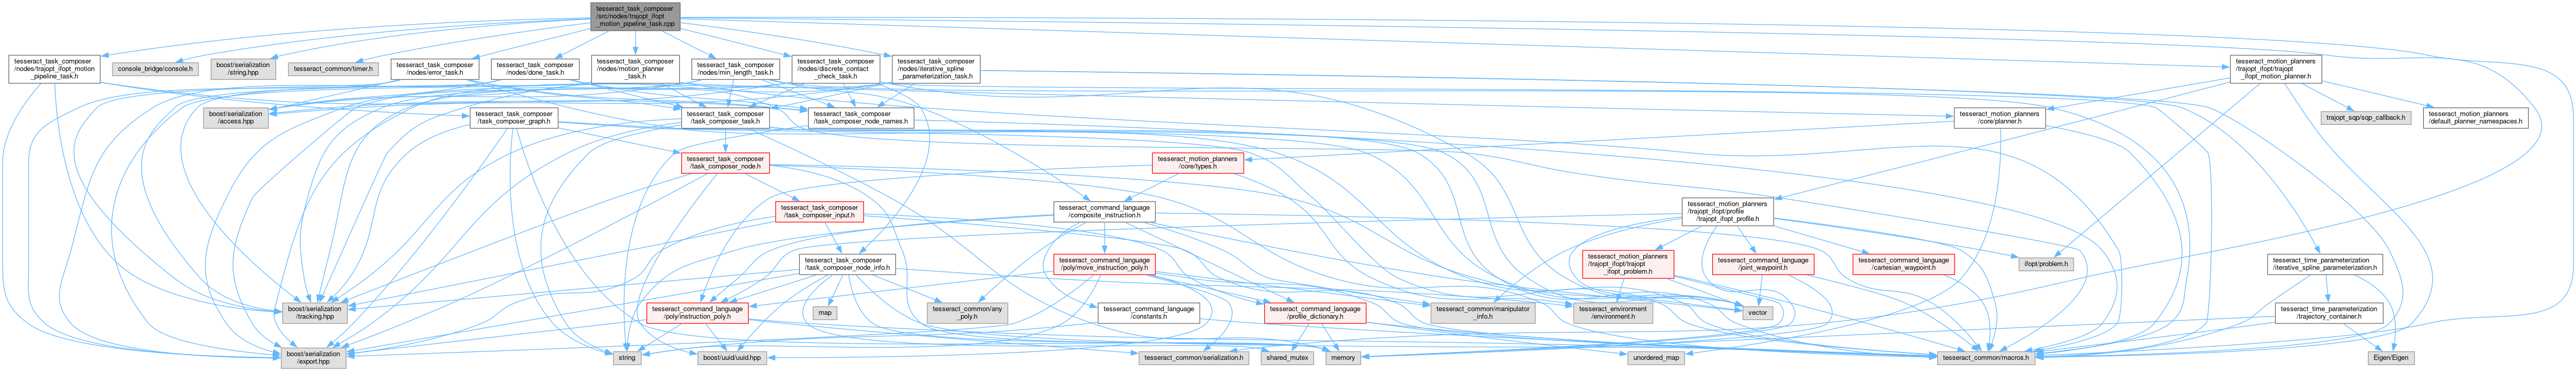 tesseract_task_composer
/src/nodes/trajopt_ifopt
_motion_pipeline_task.cpp
tesseract_task_composer
/nodes/trajopt_ifopt_motion
_pipeline_task.h
console_bridge/console.h
boost/serialization
/string.hpp
tesseract_common/timer.h
tesseract_task_composer
/nodes/error_task.h
tesseract_task_composer
/nodes/done_task.h
tesseract_task_composer
/nodes/motion_planner
_task.h
tesseract_task_composer
/nodes/min_length_task.h
tesseract_task_composer
/nodes/discrete_contact
_check_task.h
tesseract_task_composer
/nodes/iterative_spline
_parameterization_task.h
tesseract_motion_planners
/trajopt_ifopt/trajopt
_ifopt_motion_planner.h
boost/serialization
/access.hpp
tesseract_task_composer
/task_composer_graph.h
tesseract_task_composer
/task_composer_task.h
tesseract_task_composer
/task_composer_node_names.h
tesseract_motion_planners
/core/planner.h
trajopt_sqp/sqp_callback.h
tesseract_motion_planners
/default_planner_namespaces.h
tesseract_task_composer
/task_composer_node.h
tesseract_motion_planners
/core/types.h
tesseract_task_composer
/task_composer_input.h
tesseract_command_language
/composite_instruction.h
tesseract_motion_planners
/trajopt_ifopt/profile
/trajopt_ifopt_profile.h
tesseract_task_composer
/task_composer_node_info.h
tesseract_command_language
/poly/move_instruction_poly.h
tesseract_motion_planners
/trajopt_ifopt/trajopt
_ifopt_problem.h
tesseract_command_language
/joint_waypoint.h
tesseract_command_language
/cartesian_waypoint.h
ifopt/problem.h
tesseract_time_parameterization
/iterative_spline_parameterization.h
boost/serialization
/tracking.hpp
tesseract_command_language
/poly/instruction_poly.h
map
tesseract_common/any
_poly.h
tesseract_command_language
/constants.h
tesseract_command_language
/profile_dictionary.h
tesseract_common/manipulator
_info.h
tesseract_environment
/environment.h
vector
tesseract_time_parameterization
/trajectory_container.h
boost/serialization
/export.hpp
string
boost/uuid/uuid.hpp
tesseract_common/serialization.h
shared_mutex
memory
unordered_map
tesseract_common/macros.h
Eigen/Eigen